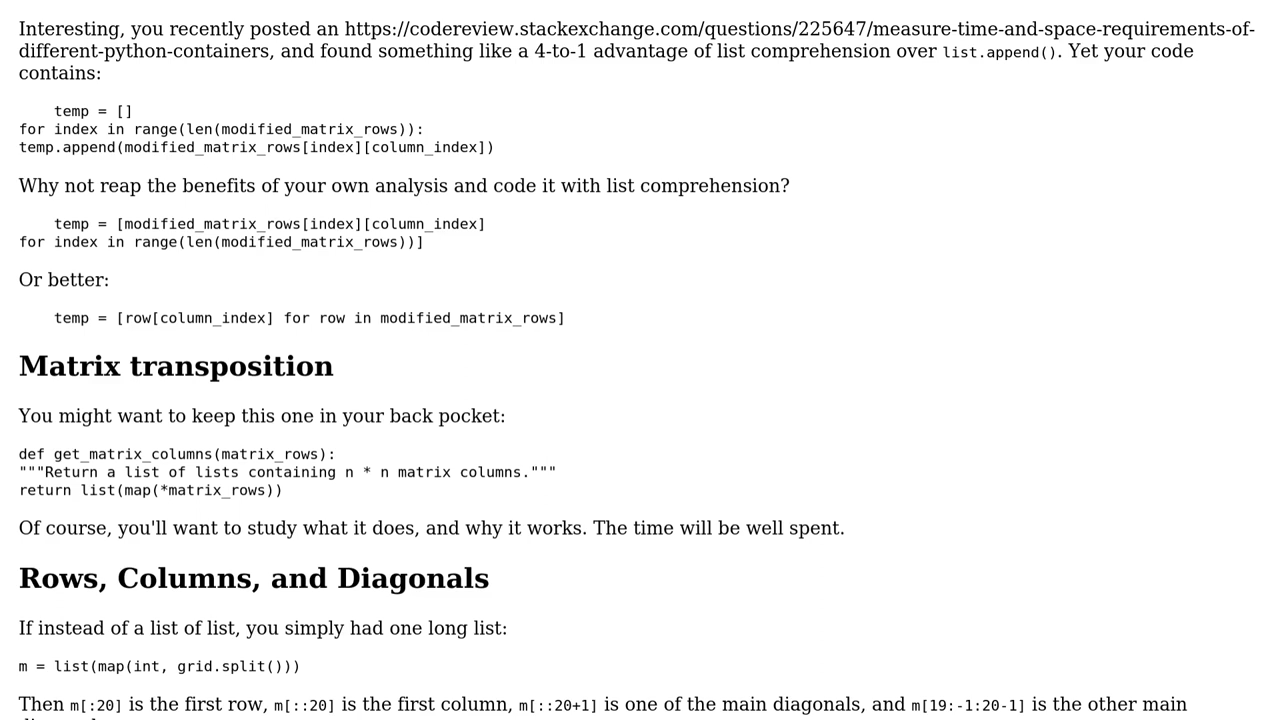 Interesting, you recently posted an https://codereview.stackexchange.com/questions/225647/measure-time-and-space-requirements-of-
different-python-containers, and found something like a 4-to-1 advantage of list comprehension over list.append(). Yet your code
contains:
    temp = []
for index in range(len(modified_matrix_rows)):
temp.append(modified_matrix_rows[index][column_index])
Why not reap the benefits of your own analysis and code it with list comprehension?
    temp = [modified_matrix_rows[index][column_index]
for index in range(len(modified_matrix_rows))]
Or better:
    temp = [row[column_index] for row in modified_matrix_rows]
Matrix transposition
You might want to keep this one in your back pocket:
def get_matrix_columns(matrix_rows):
"""Return a list of lists containing n * n matrix columns."""
return list(map(*matrix_rows))
Of course, you'll want to study what it does, and why it works. The time will be well spent.
Rows, Columns, and Diagonals
If instead of a list of list, you simply had one long list:
m = list(map(int, grid.split()))
Then m[:20] is the first row, m[::20] is the first column, m[::20+1] is one of the main diagonals, and m[19:-1:20-1] is the other main